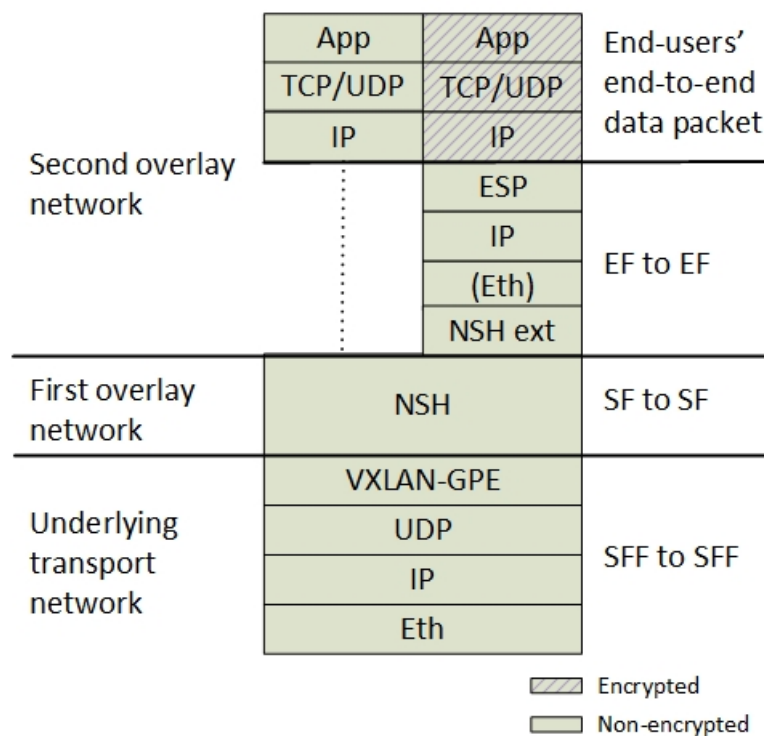 App
App
TCP/UDP
TCP/UDP
IP
IP
End-users'
end-to-end
data packet
Second overlay
network
ESP
IP
(Eth)
NSH ext
EF to EF
First overlay
network
NSH
SF to SF
Underlying
transport
network
VXLAN-GPE
UDP
IP
Eth
SFF to SFF
Encrypted
Non-encrypted